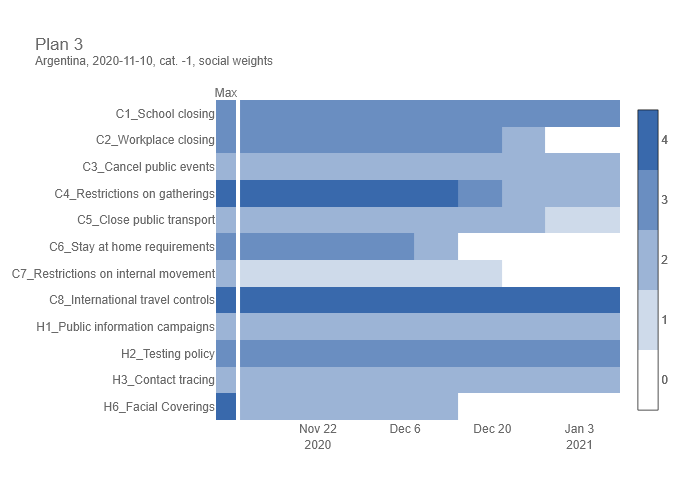 Plan 3
Argentina, 2020-11-10, cat. -1, social weights
Max
C1_School closing
C2_Workplace closing
C3_Cancel public events
C4_Restrictions on gatherings
C5_Close public transport
C6_Stay at home requirements
C7_Restrictions on internal movement
C8_International travel controls
H1_Public information campaigns
H2_Testing policy
H3_Contact tracing
H6_Facial Coverings
Nov 22 Dec 6 Dec 20 Jan 3
2020 2021
4
3
2
1
0